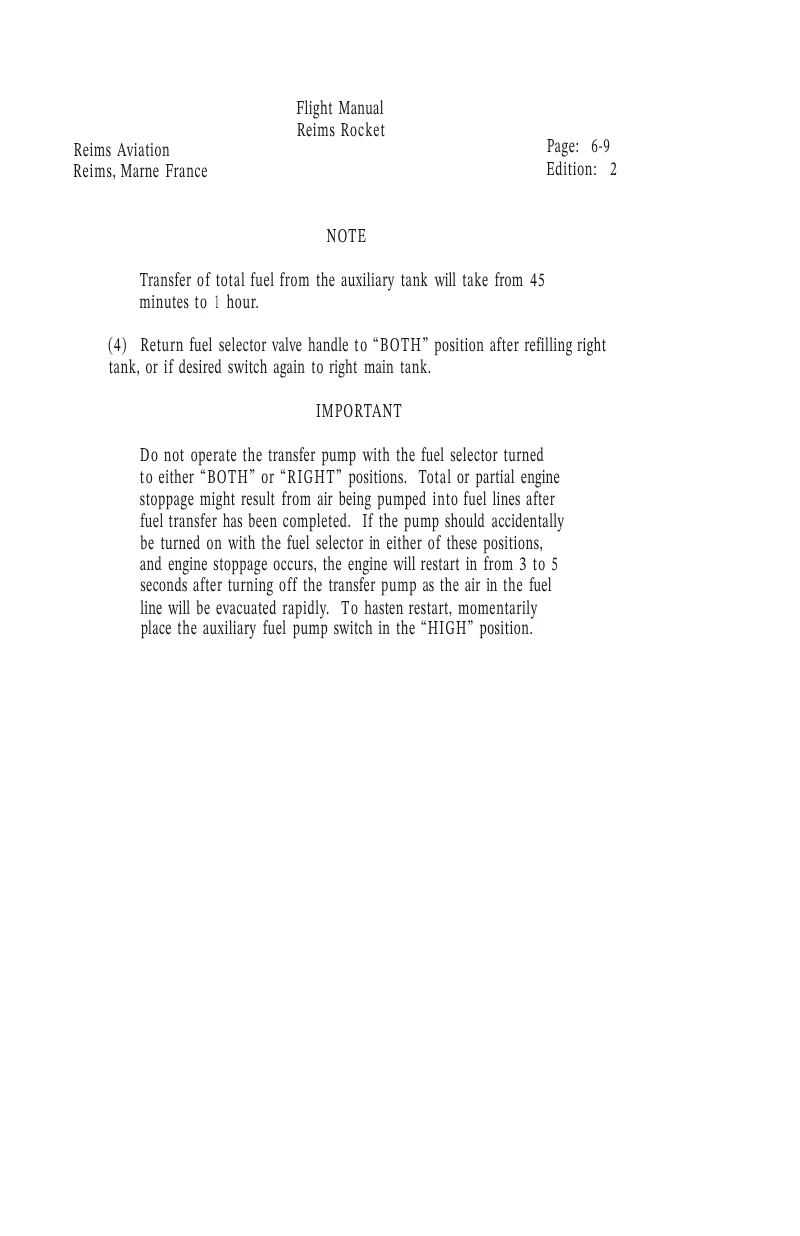 Flight Manual
Reims Rocket
Reims Aviation
Reims, Marne France
Page: 6-9
Edition: 2
NOTE
Transfer of total fuel from the auxiliary tank will take from 45
minutes to 1 hour.
(4) Return fuel selector valve handle to “BOTH” position after refilling right
tank, or if desired switch again to right main tank.
IMPORTANT
Do not operate the transfer pump with the fuel selector turned
to either “BOTH” or “RIGHT” positions. Total or partial engine
stoppage might result from air being pumped into fuel lines after
fuel transfer has been completed. If the pump should accidentally
be turned on with the fuel selector in either of these positions,
and engine stoppage occurs, the engine will restart in from 3 to 5
seconds after turning off the transfer pump as the air in the fuel
line will be evacuated rapidly. To hasten restart, momentarily
place the auxiliary fuel pump switch in the “HIGH” position.